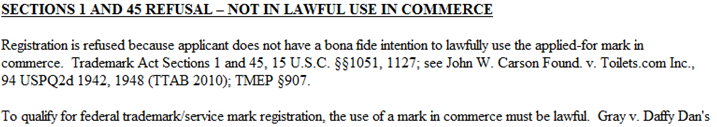 SECTIONS 1 AND 45 REFUSAL – NOT IN LAWFUL USE IN COMMERCE
Registration is refused because applicant does not have a bona fide intention to lawfully use the applied-for mark in
commerce.  Trademark Act Sections 1 and 45, 15 U.S.C. §§1051, 1127; see John W. Carson Found. v. Toilets.com Inc.,
94 USPQ2d 1942, 1948 (TTAB 2010); TMEP §907.
To qualify for federal trademark/service mark registration, the use of a mark in commerce must be lawful.  Gray v. Daffy Dan's